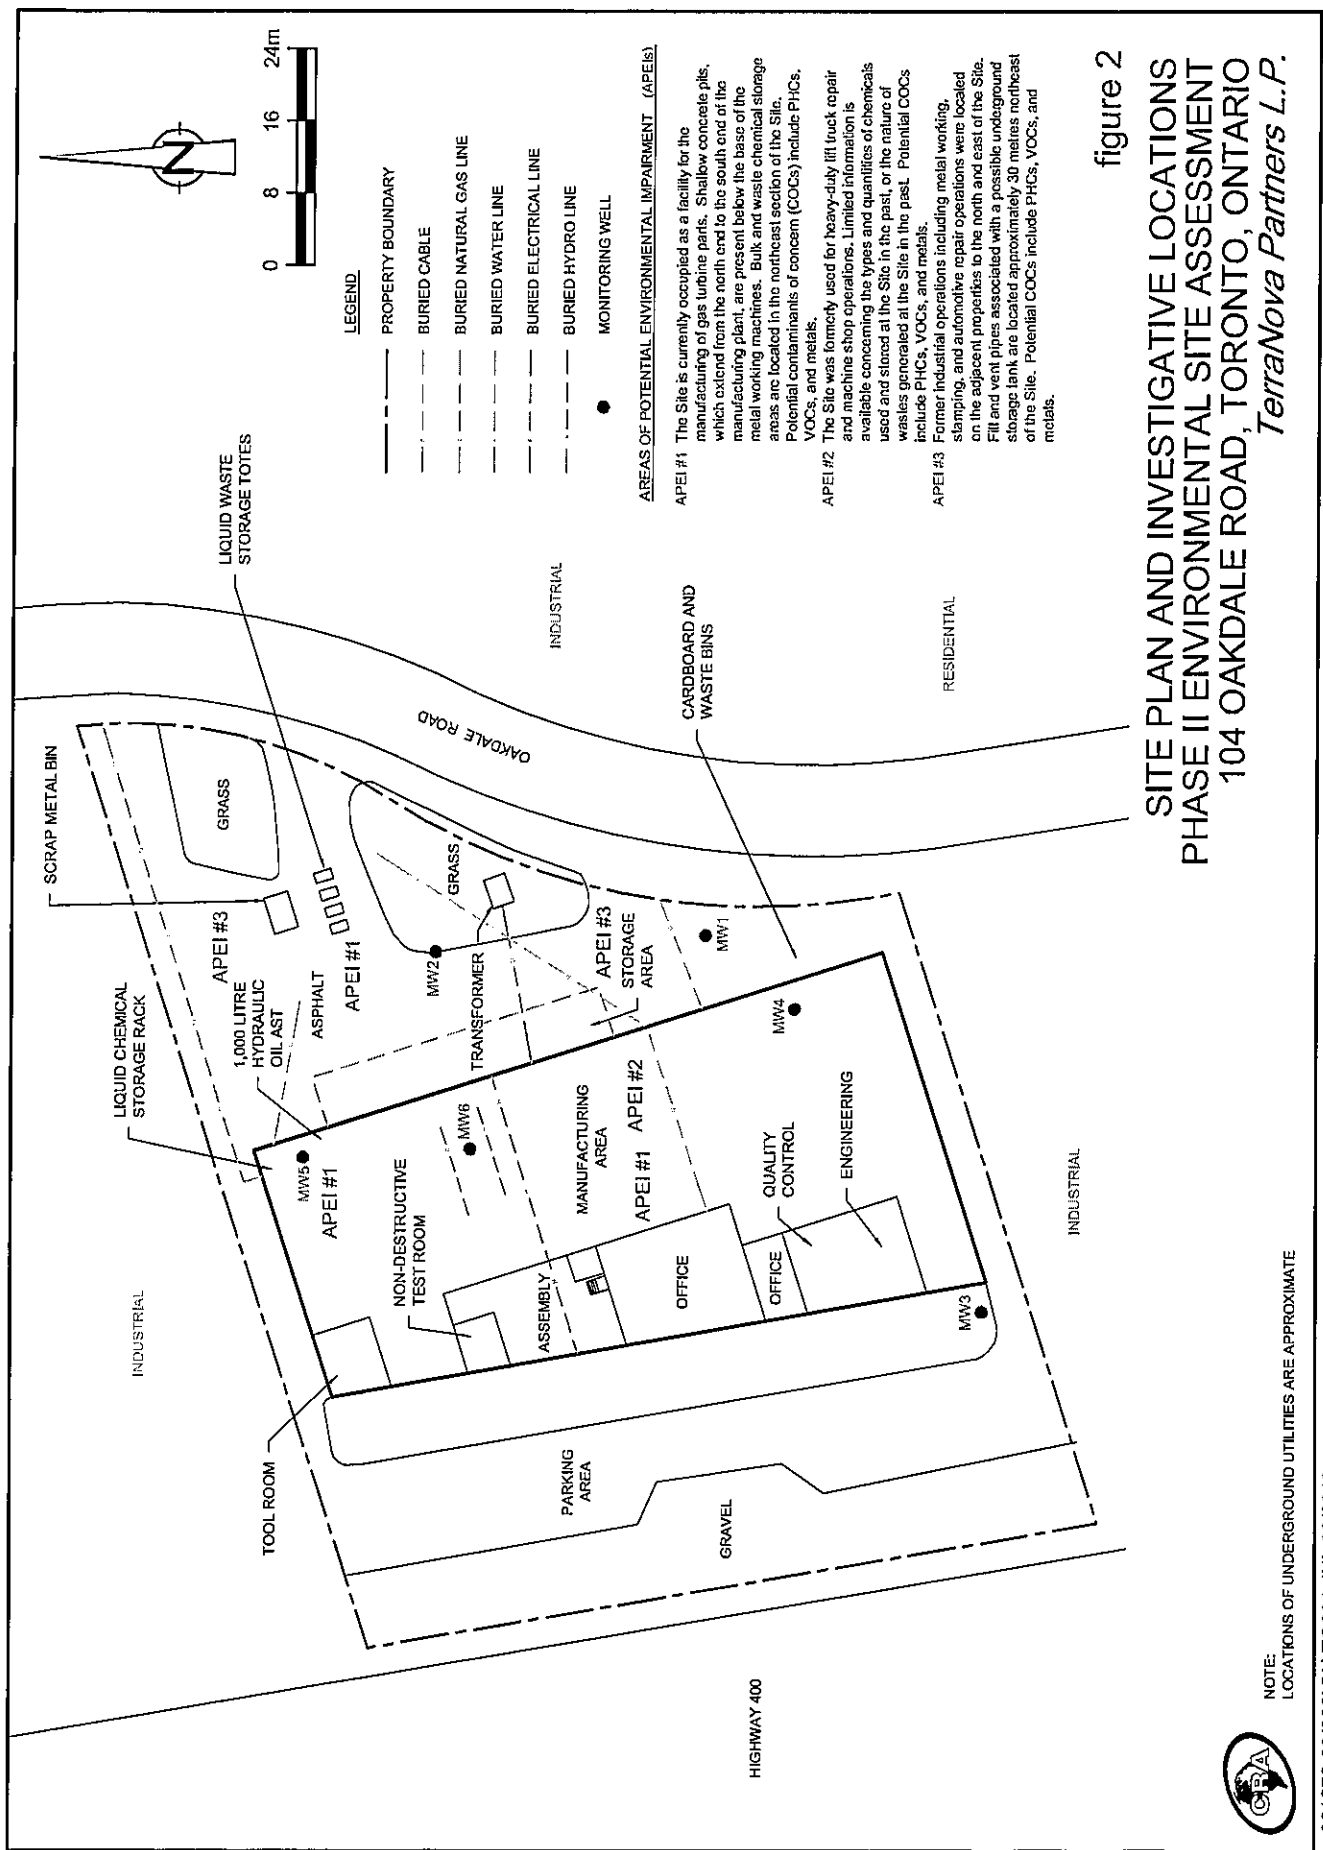 0
8
16
24m
N
LEGEND
PROPERTY BOUNDARY
BURIED CABLE
BURIED NATURAL GAS LINE
BURIED WATER LINE
BURIED ELECTRICAL LINE
BURIED HYDRO LINE
MONITORING WELL
AREAS OF POTENTIAL ENVIRONMENTAL IMPAIRMENT (APEIs)
APEI #1 The Site is currently occupied as a facility for the
manufacturing of gas turbine parts. Shallow concrete pits,
which extend from the north end to the south end of the
manufacturing plant, are present below the base of the
metal working machines. Bulk and waste chemical storage
areas are located in the northeast section of the Site.
Potential contaminants of concern (COCs) include PHCs,
VOCs, and metals.
APEI #2 The Site was formerly used for heavy-duty lift truck repair
and machine shop operations. Limited information is
available concerning the types and quantities of chemicals
used and stored at the Site in the past, or the nature of
wastes generated at the Site in the past. Potential COCs
include PHCs, VOCs, and metals.
APEI #3 Former industrial operations including metal working,
stamping, and automotive repair operations were located
on the adjacent properties to the north and east of the Site.
Fill and vent pipes associated with a possible underground
storage tank are located approximately 30 metres northeast
of the Site. Potential COCs include PHCs, VOCs, and
metals.
SCRAP METAL BIN
LIQUID WASTE
STORAGE TOTES
LIQUID CHEMICAL
STORAGE RACK
1,000 LITRE
HYDRAULIC
OIL AST
APEI #3
GRASS
ASPHALT
APEI #1
MW2
GRASS
TRANSFORMER
OAKDALE ROAD
INDUSTRIAL
RESIDENTIAL
CARDBOARD AND
WASTE BINS
APEI #3
STORAGE
AREA
MW1
MW4
INDUSTRIAL
TOOL ROOM
MW5
APEI #1
MW6
NON-DESTRUCTIVE
TEST ROOM
MANUFACTURING
AREA
APEI #1
APEI #2
ASSEMBLY
OFFICE
OFFICE
QUALITY
CONTROL
ENGINEERING
MW3
INDUSTRIAL
PARKING
AREA
GRAVEL
HIGHWAY 400
NOTE:
LOCATIONS OF UNDERGROUND UTILITIES ARE APPROXIMATE
CRA
figure 2
SITE PLAN AND INVESTIGATIVE LOCATIONS
PHASE II ENVIRONMENTAL SITE ASSESSMENT
104 OAKDALE ROAD, TORONTO, ONTARIO
TerraNova Partners L.P.